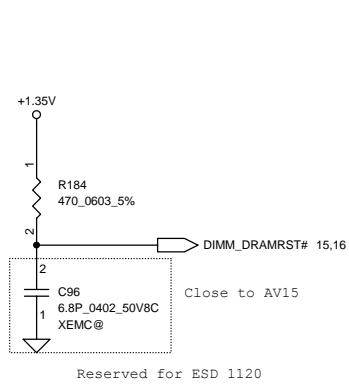 +1.35V
1
R184
470_0603_5%
2
DIMM_DRAMRST# 15,16
2
C96
6.8P_0402_50V8C
XEMC@
1
Close to AV15
Reserved for ESD 1120